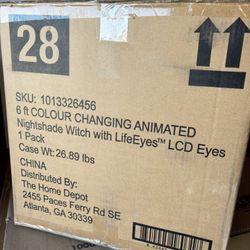 28
SKU: 1013326456
6 ft COLOUR CHANGING ANIMATED
Nightshade Witch with LifeEyes™ LCD Eyes
1 Pack
Case Wt: 26.89 lbs
CHINA
Distributed By:
The Home Depot
2455 Paces Ferry Rd SE
Atlanta, GA 30339